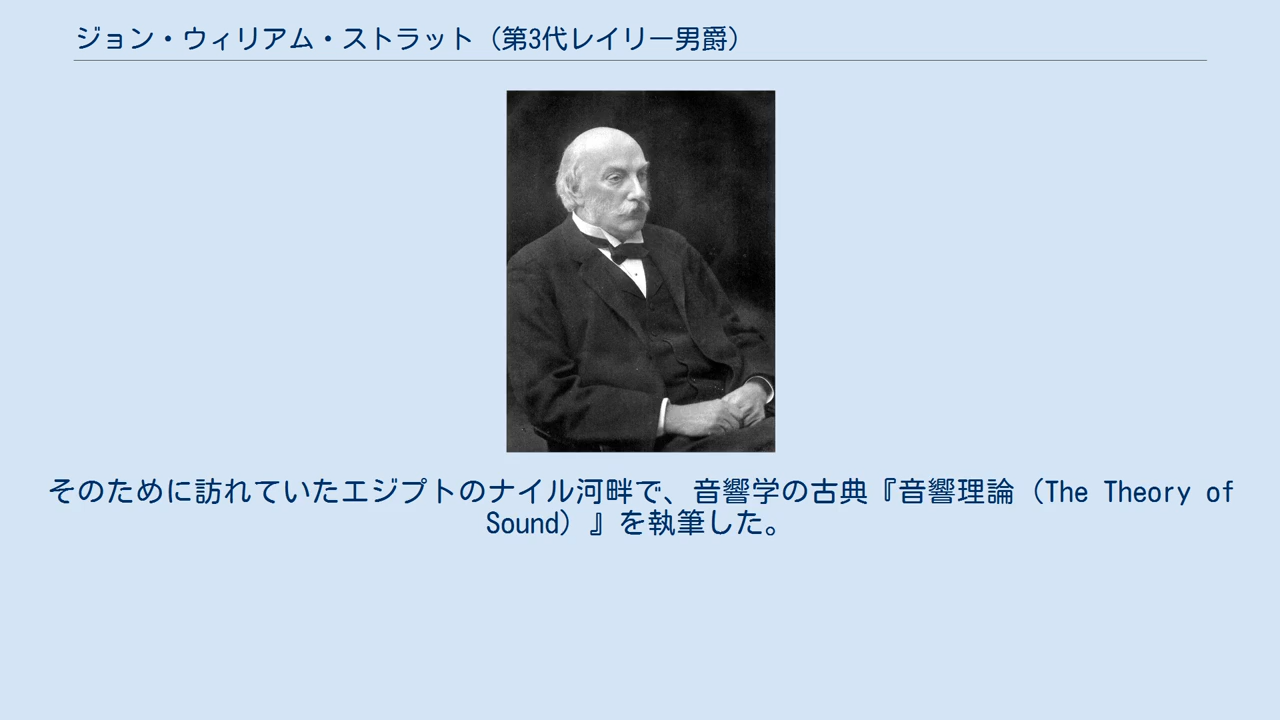 ジョン・ウィリアム・ストラット（第3代レイリー男爵）
そのために訪れていたエジプトのナイル河畔で、音響学の古典『音響理論（The Theory of
Sound）』を執筆した。